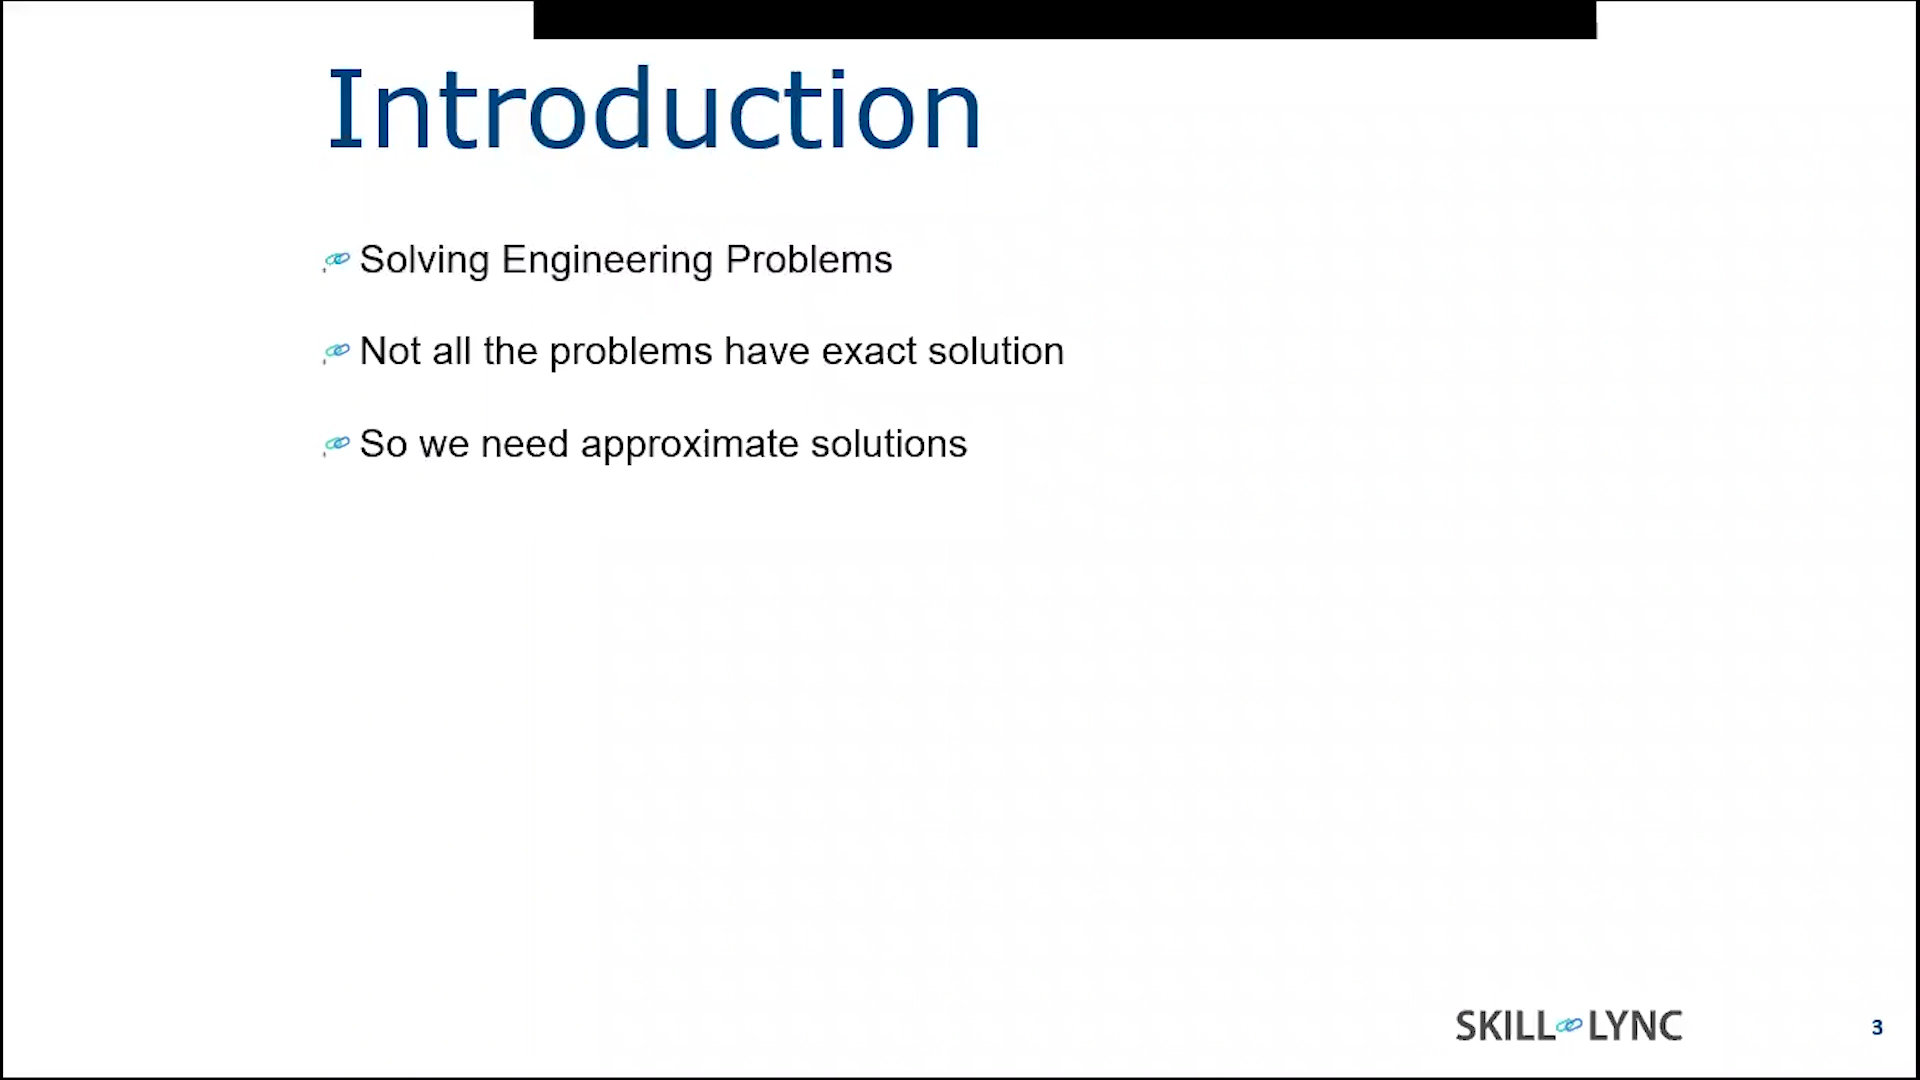 Introduction
Solving Engineering Problems
Not all the problems have exact solution
So we need approximate solutions
SKILL LYNC
3